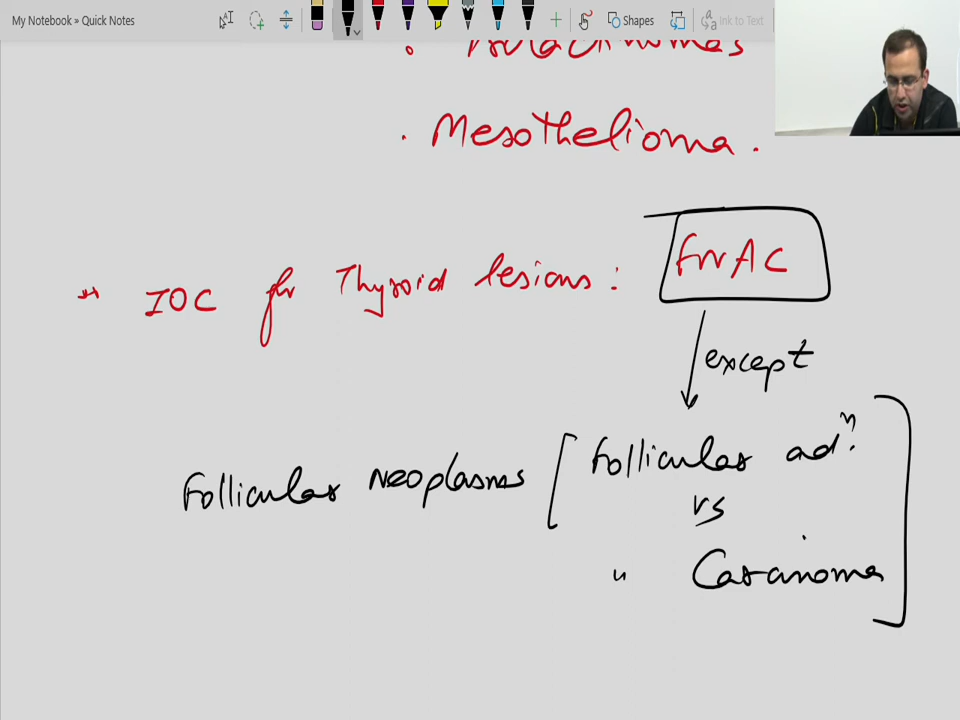 My Notebook » Quick Notes
Shapes
Ink to Text
. Mesothelioma.
IOC for Thyroid lesions: FNAC
except
Follicular neoplasms [ Follicular adn.
vs
" Carcinoma ]